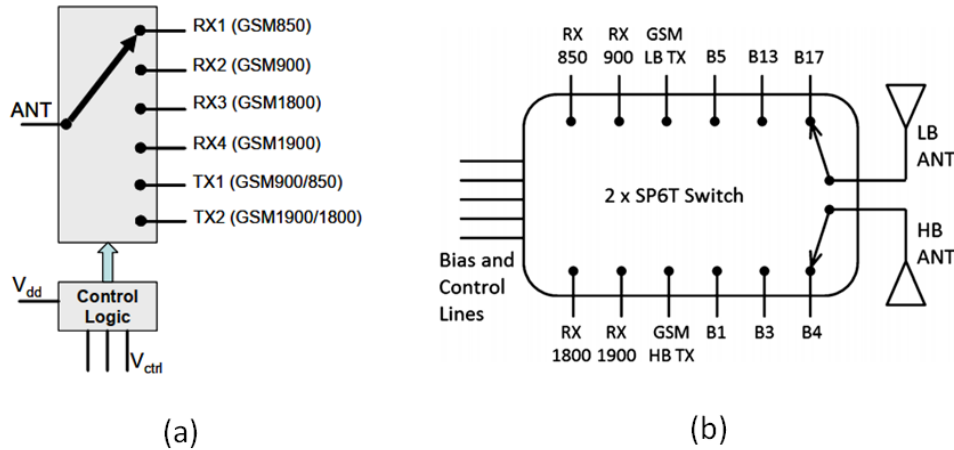 RX1 (GSM850)
RX2 (GSM900)
RX3 (GSM1800)
RX4 (GSM1900)
TX1 (GSM900/850)
TX2 (GSM1900/1800)
ANT
Vdd
Control
Logic
Vctrl
(a)
RX
850
RX
900
GSM
LB TX
B5
B13
B17
LB
ANT
2 x SP6T Switch
HB
ANT
Bias and
Control
Lines
RX
1800
RX
1900
GSM
HB TX
B1
B3
B4
(b)